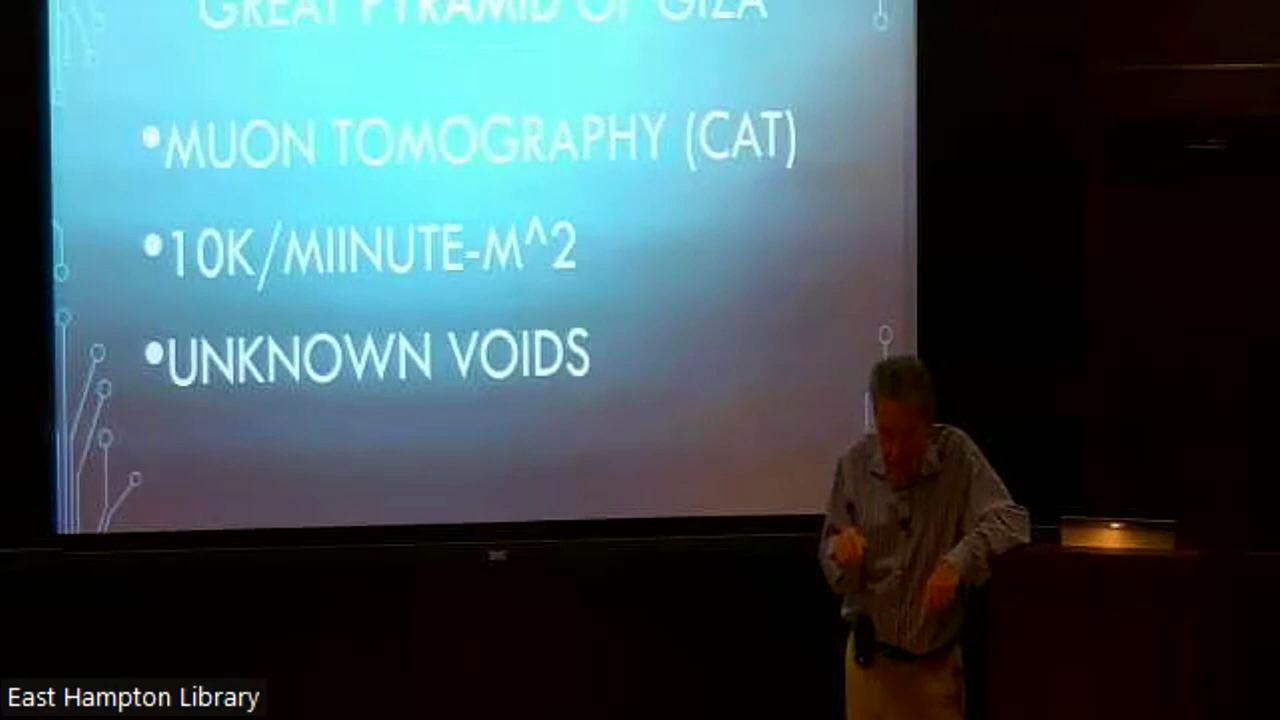 GREAT PYRAMID OF GIZA
•MUON TOMOGRAPHY (CAT)
•10K/MIINUTE-M^2
•UNKNOWN VOIDS
East Hampton Library